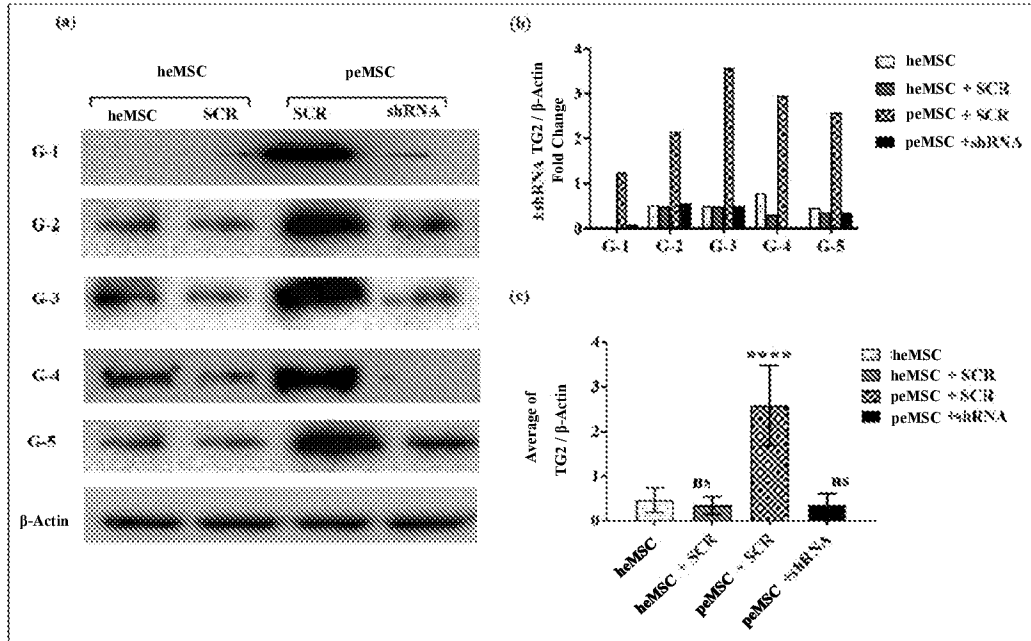 (a)
heMSC
peMSC
heMSC SCR SCR shRNA
G-1
G-2
G-3
G-4
G-5
β-Actin
(b)
TG2 / β-Actin
Fold Change
4
3
2
1
0
G-1 G-2 G-3 G-4 G-5
heMSC
heMSC + SCR
peMSC + SCR
peMSC +shRNA
(c)
Average of
TG2 / β-Actin
.4
.3
.2
.1
0
ns
****
ns
heMSC
heMSC + SCR
peMSC + SCR
peMSC +shRNA
heMSC
heMSC + SCR
peMSC + SCR
peMSC +shRNA